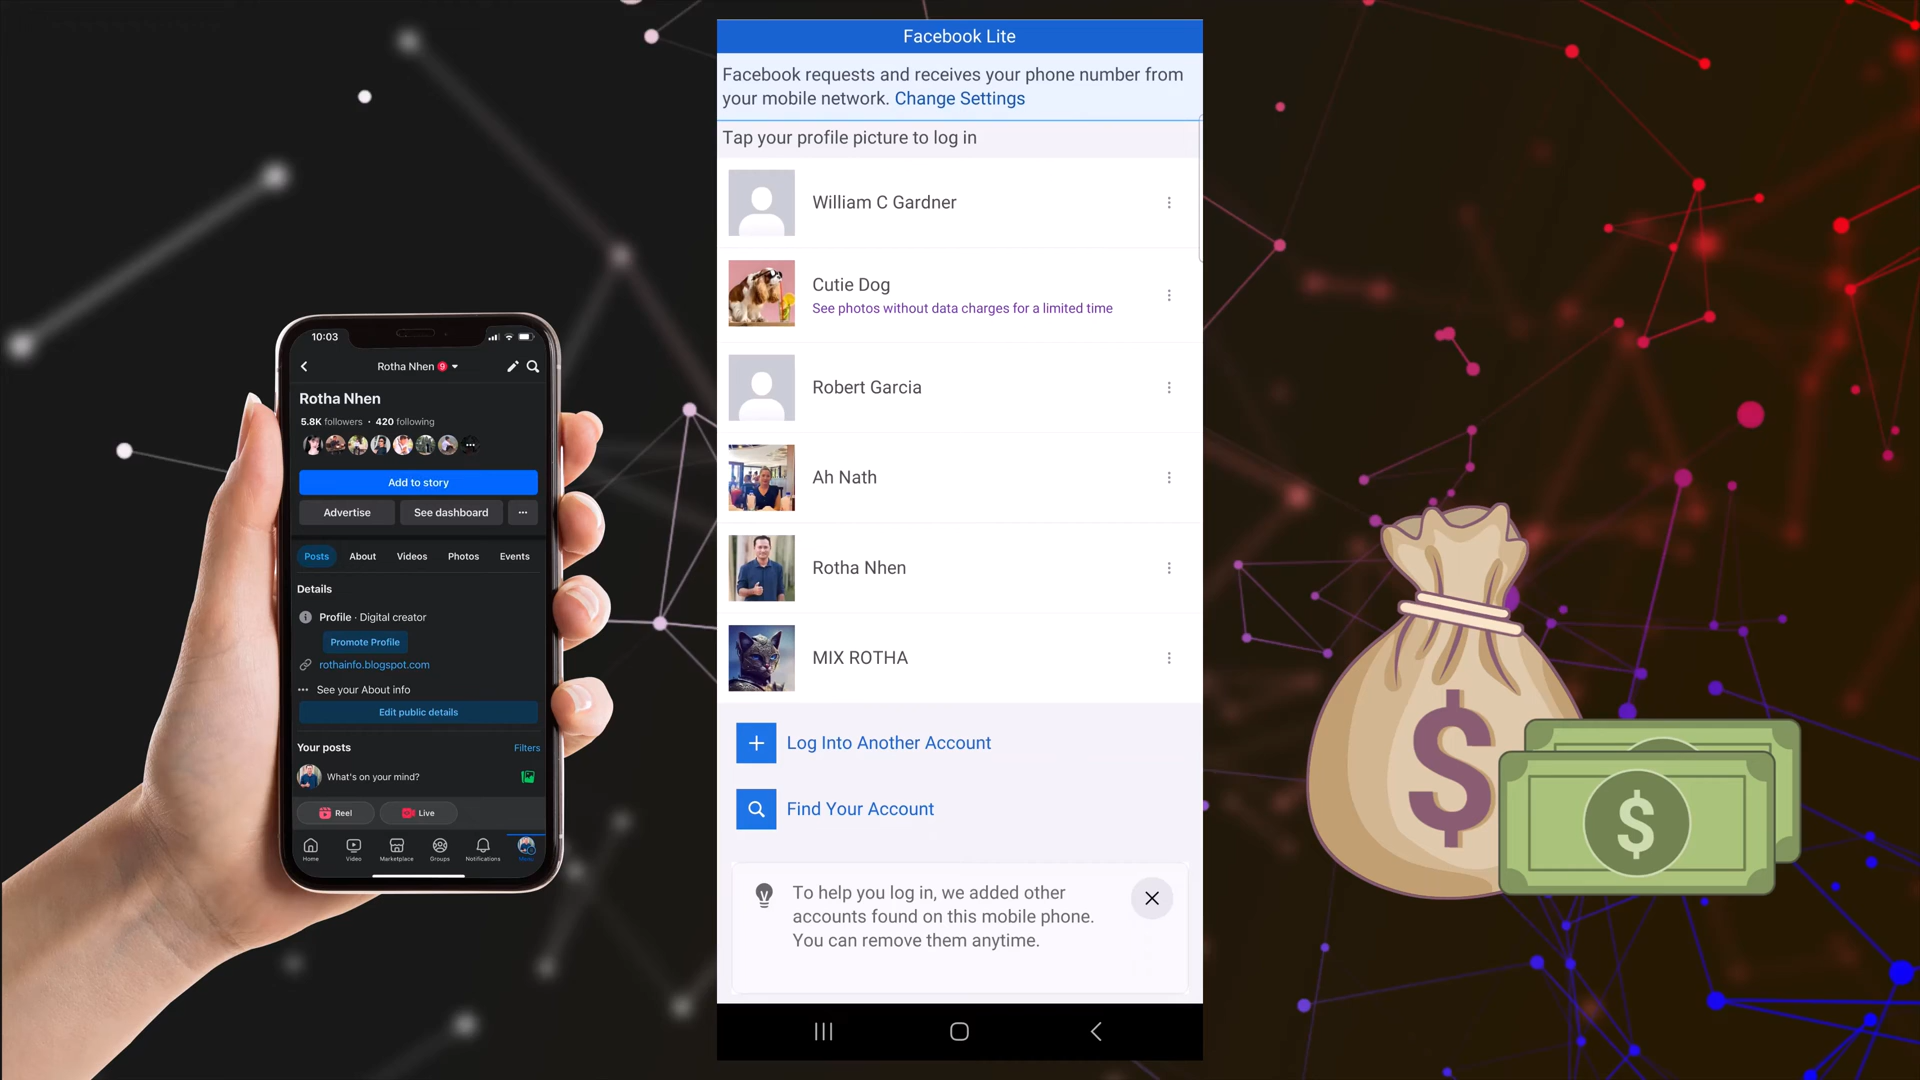 10:03
Rotha Nhen 9
Rotha Nhen
5.8K followers · 420 following
Add to story
Advertise
See dashboard
Posts
About
Videos
Photos
Events
Details
Profile · Digital creator
Promote Profile
rothainfo.blogspot.com
See your About info
Edit public details
Your posts
Filters
What's on your mind?
Reel
Live
Home
Video
Marketplace
Groups
Notifications
Menu
Facebook Lite
Facebook requests and receives your phone number from
your mobile network. Change Settings
Tap your profile picture to log in
William C Gardner
Cutie Dog
See photos without data charges for a limited time
Robert Garcia
Ah Nath
Rotha Nhen
MIX ROTHA
Log Into Another Account
Find Your Account
To help you log in, we added other
accounts found on this mobile phone.
You can remove them anytime.
$
$